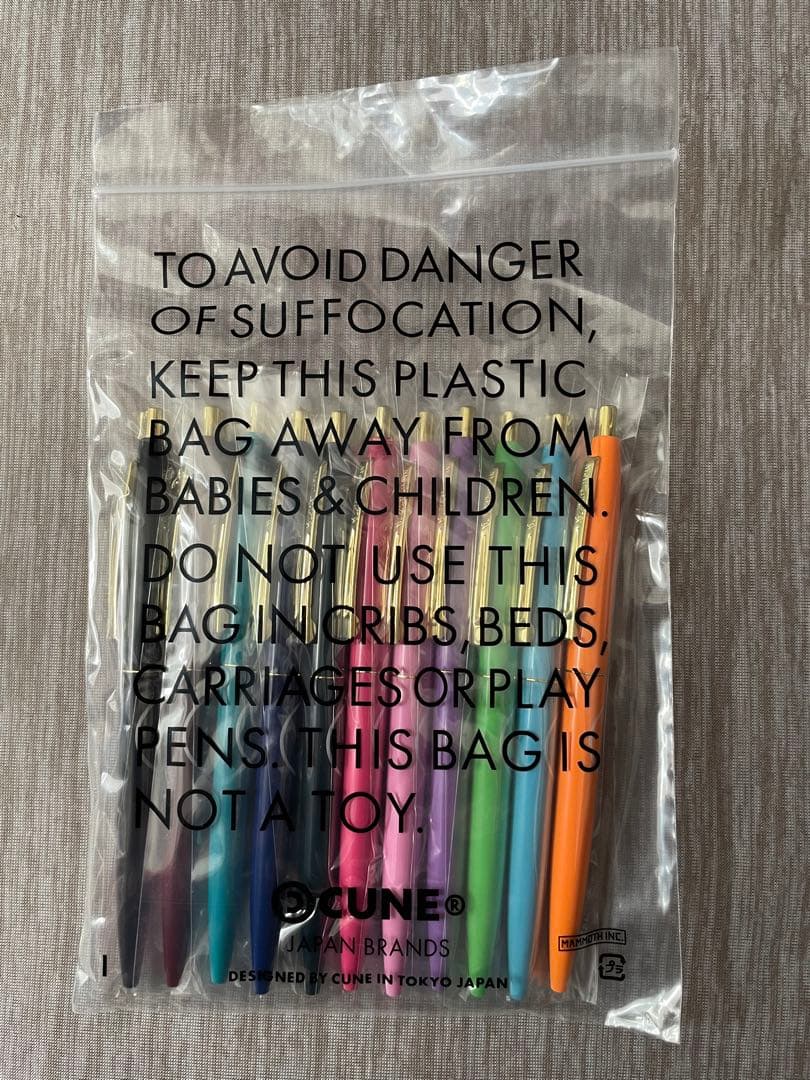 TO AVOID DANGER
OF SUFFOCATION,
KEEP THIS PLASTIC
BAG AWAY FROM
BABIES & CHILDREN.
DO NOT USE THIS
BAG IN CRIBS, BEDS,
CARRIAGES OR PLAY
PENS. THIS BAG IS
NOT A TOY.
CUNE®
JAPAN BRANDS
DESIGNED BY CUNE IN TOKYO JAPAN
MAMMOTH INC.
プラ